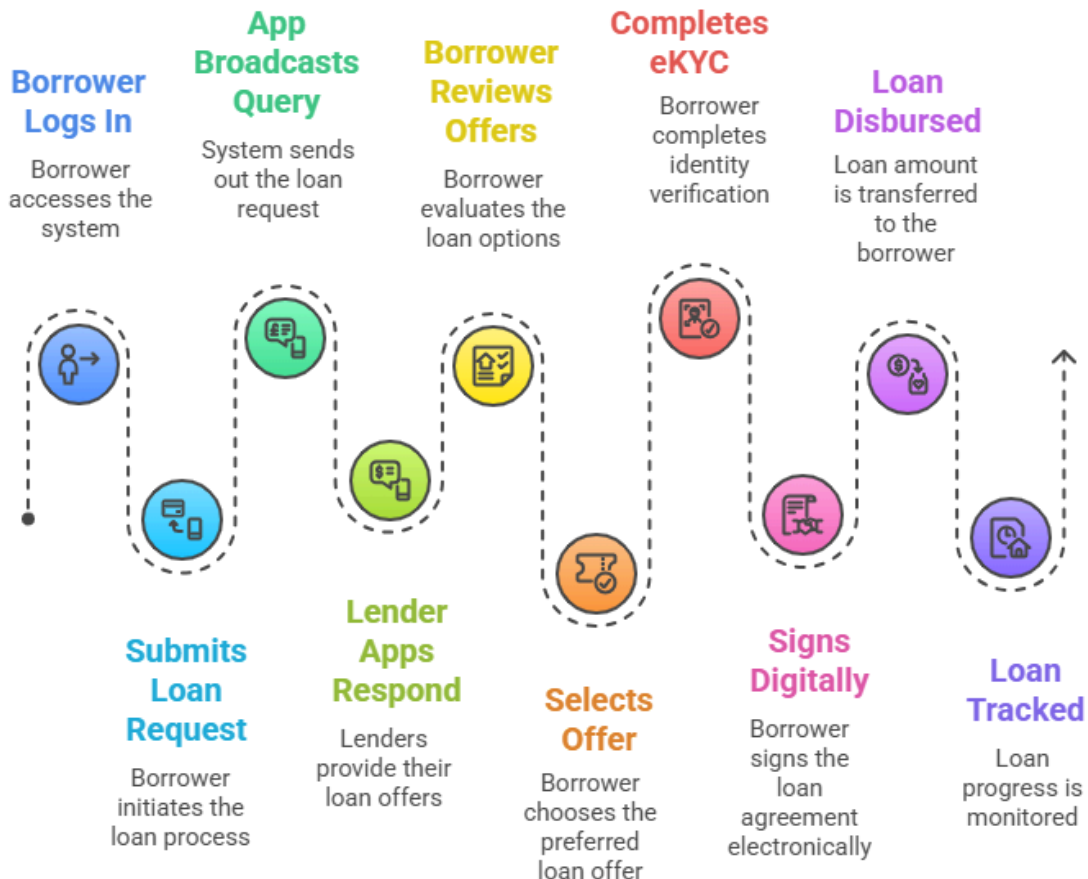 Borrower
Logs In
Borrower
accesses the
system
Submits
Loan
Request
Borrower
initiates the
loan process
App
Broadcasts
Query
System sends
out the loan
request
Lender
Apps
Respond
Lenders
provide their
loan offers
Borrower
Reviews
Offers
Borrower
evaluates the
loan options
Selects
Offer
Borrower
chooses the
preferred
loan offer
Completes
eKYC
Borrower
completes
identity
verification
Signs
Digitally
Borrower
signs the
loan
agreement
electronically
Loan
Disbursed
Loan amount
is transferred
to the
borrower
Loan
Tracked
Loan
progress is
monitored